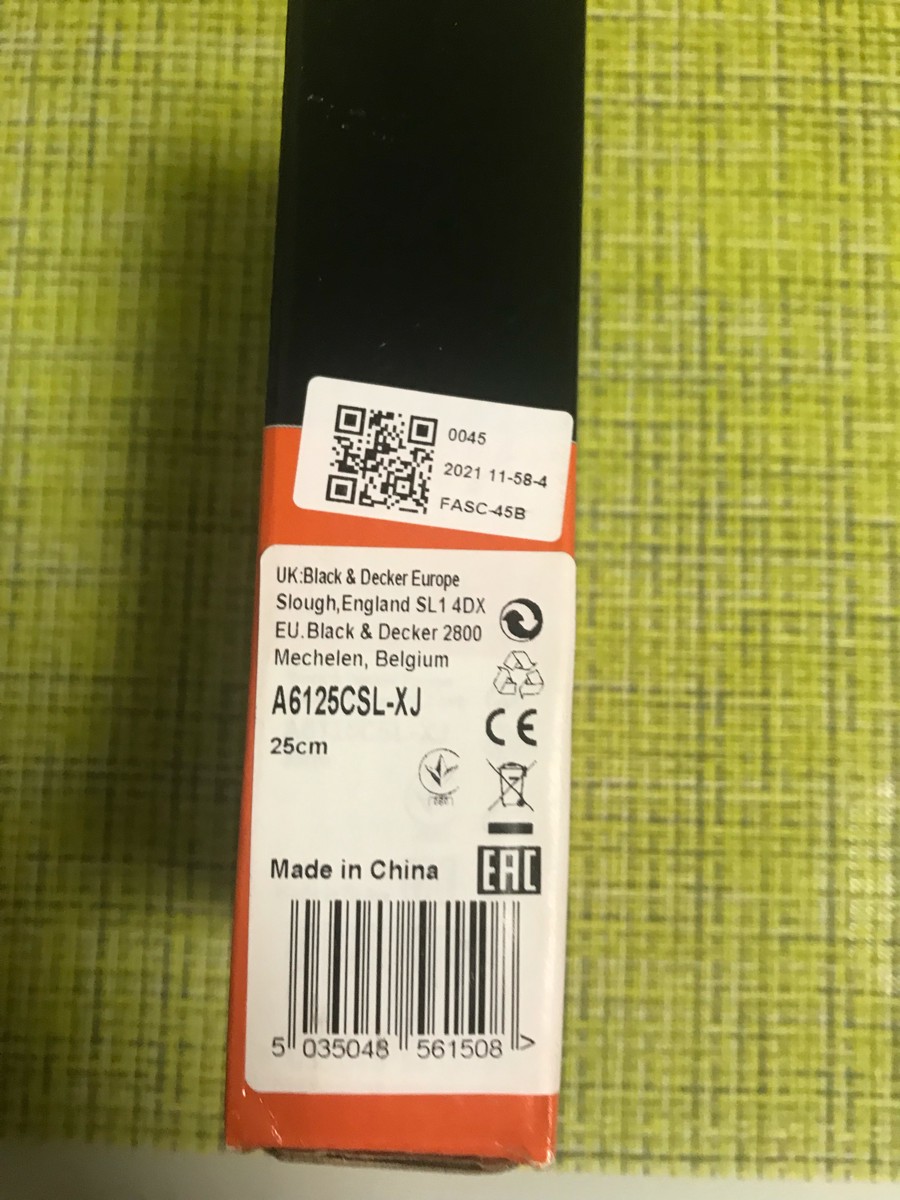 0045
2021 11-58-4
FASC-45B
UK:Black & Decker Europe
Slough,England SL1 4DX
EU.Black & Decker 2800
Mechelen, Belgium
A6125CSL-XJ
25cm
CE
Made in China
EAC
5 035048 561508 >